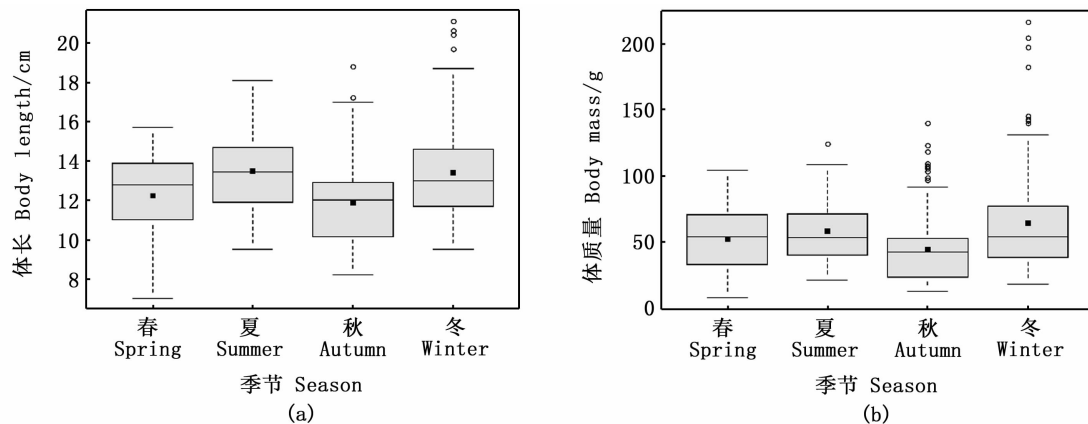 体长 Body length/cm
20
18
16
14
12
10
8
春 夏 秋 冬
Spring Summer Autumn Winter
季节 Season
(a)
体质量 Body mass/g
200
150
100
50
0
春 夏 秋 冬
Spring Summer Autumn Winter
季节 Season
(b)